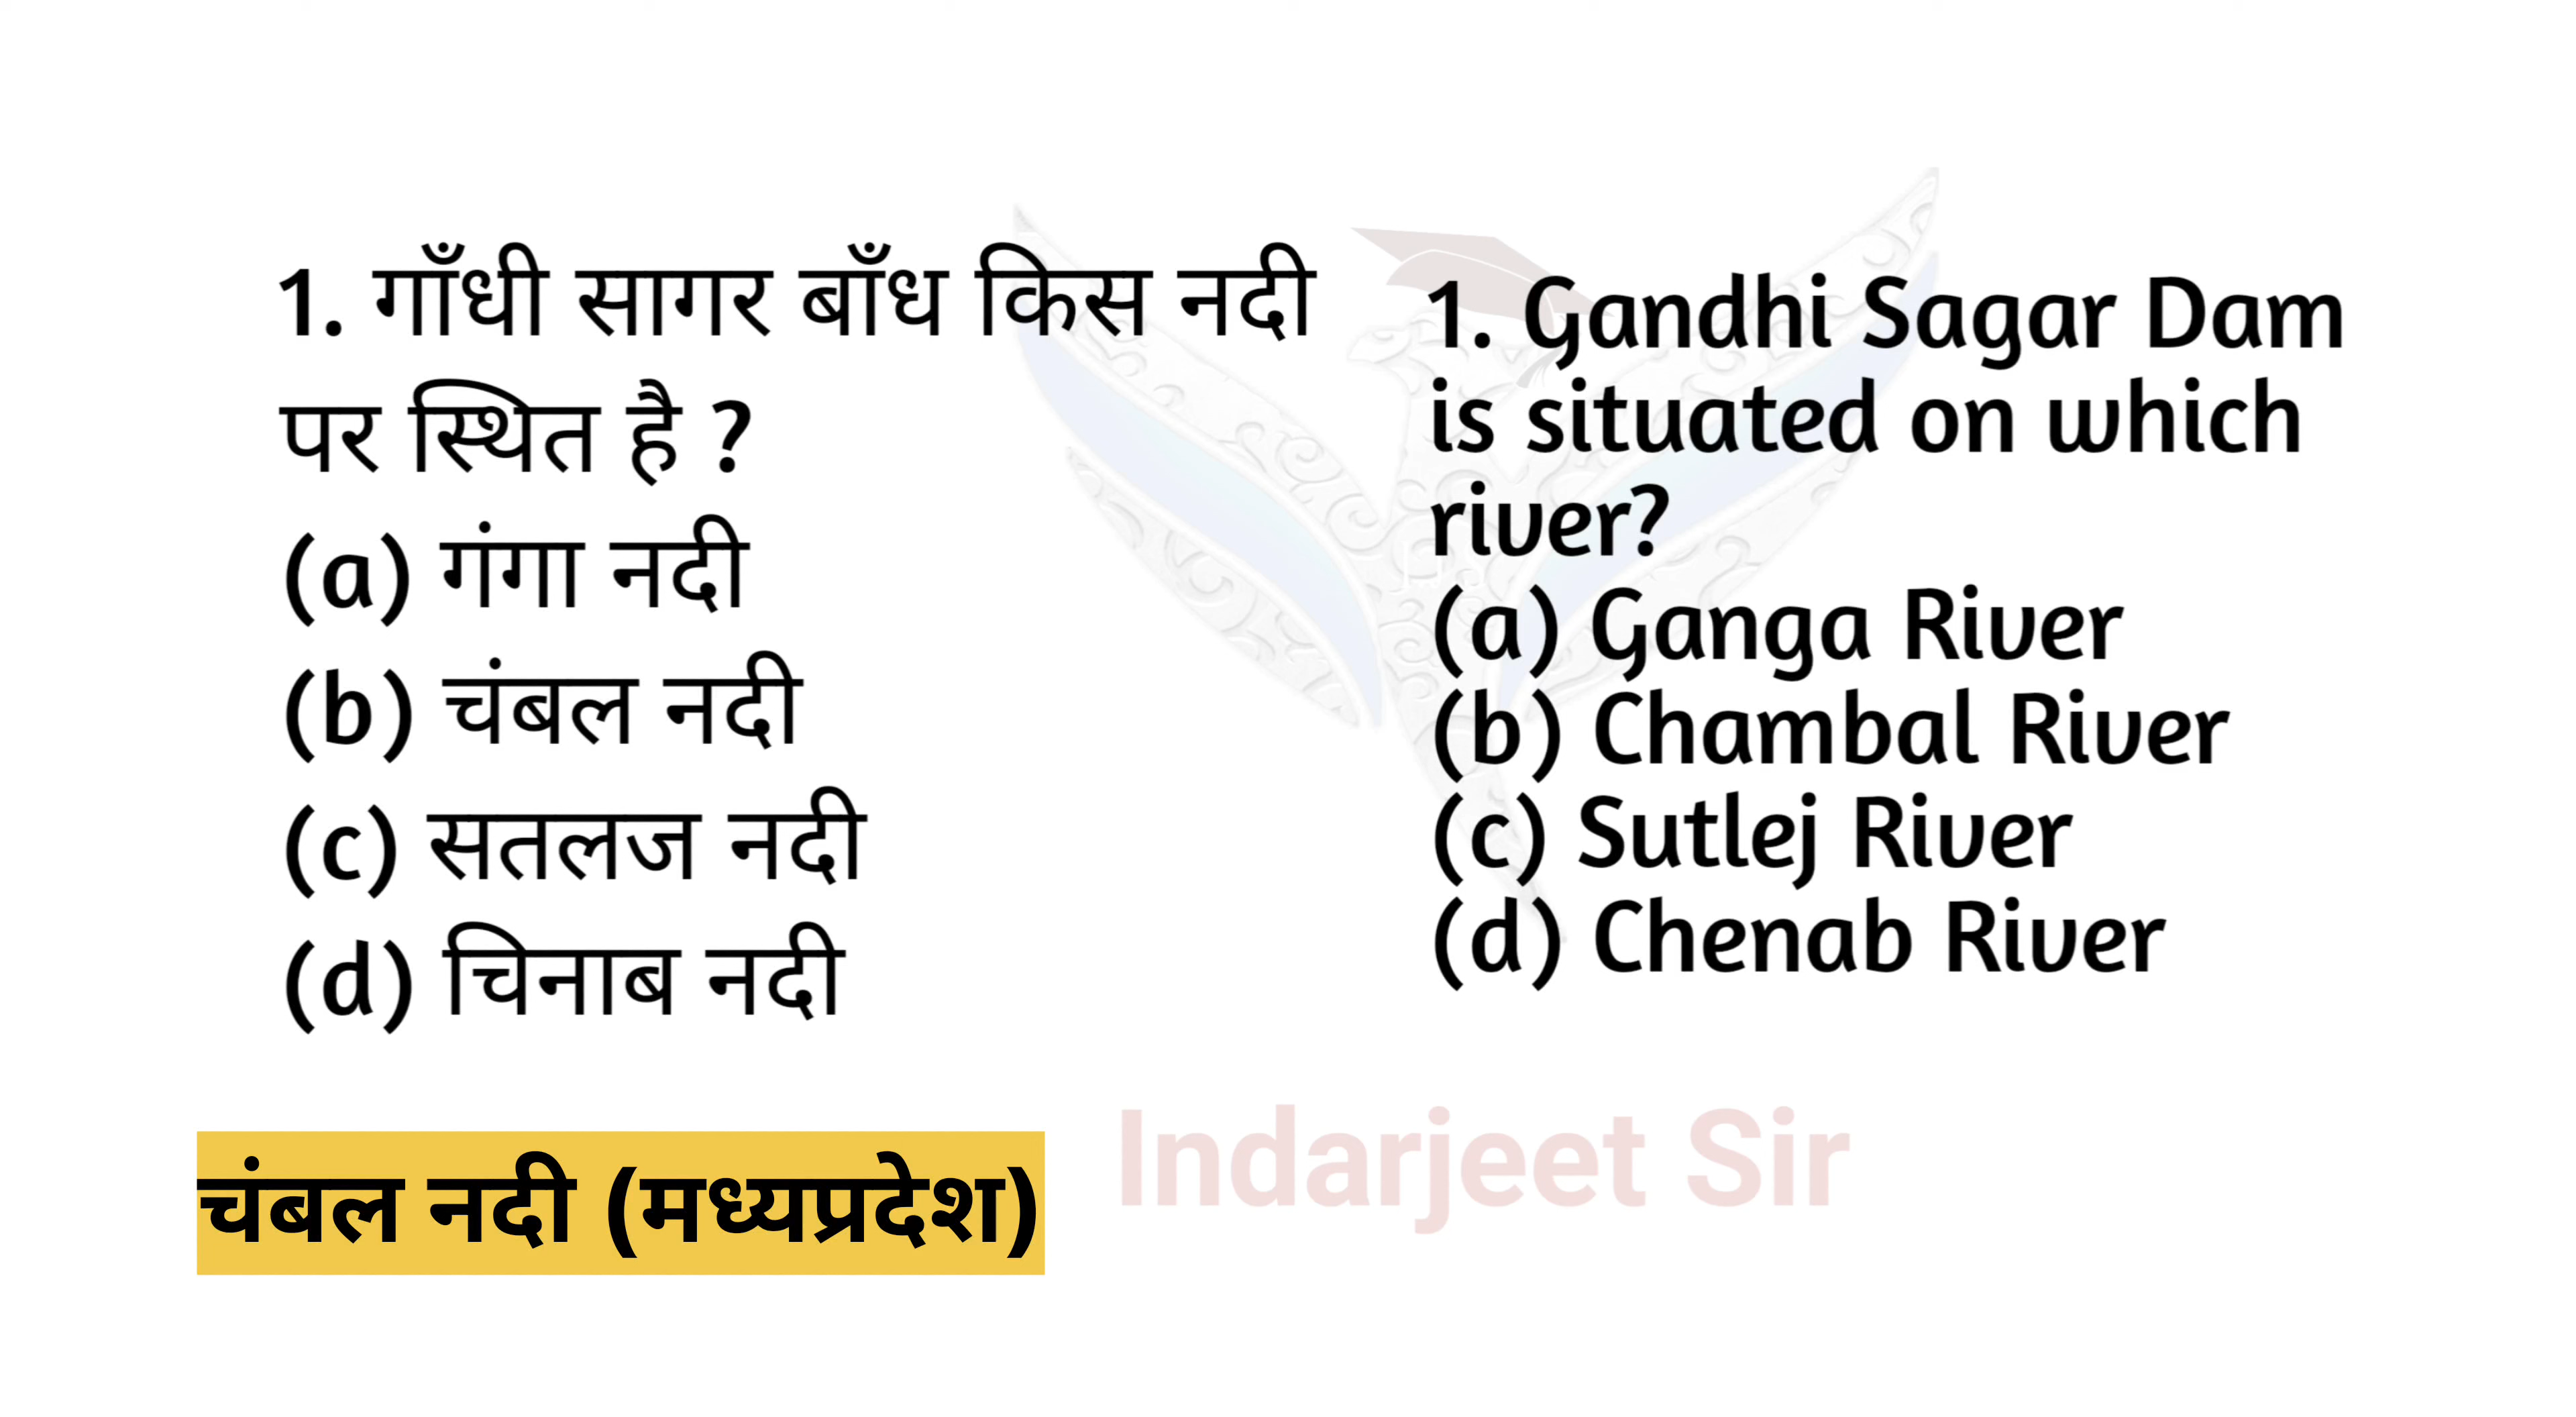 1. गाँधी सागर बाँध किस नदी
पर स्थित है ?
(a) गंगा नदी
(b) चंबल नदी
(c) सतलज नदी
(d) चिनाब नदी
1. Gandhi Sagar Dam
is situated on which
river?
(a) Ganga River
(b) Chambal River
(c) Sutlej River
(d) Chenab River
चंबल नदी (मध्यप्रदेश)
Indarjeet Sir